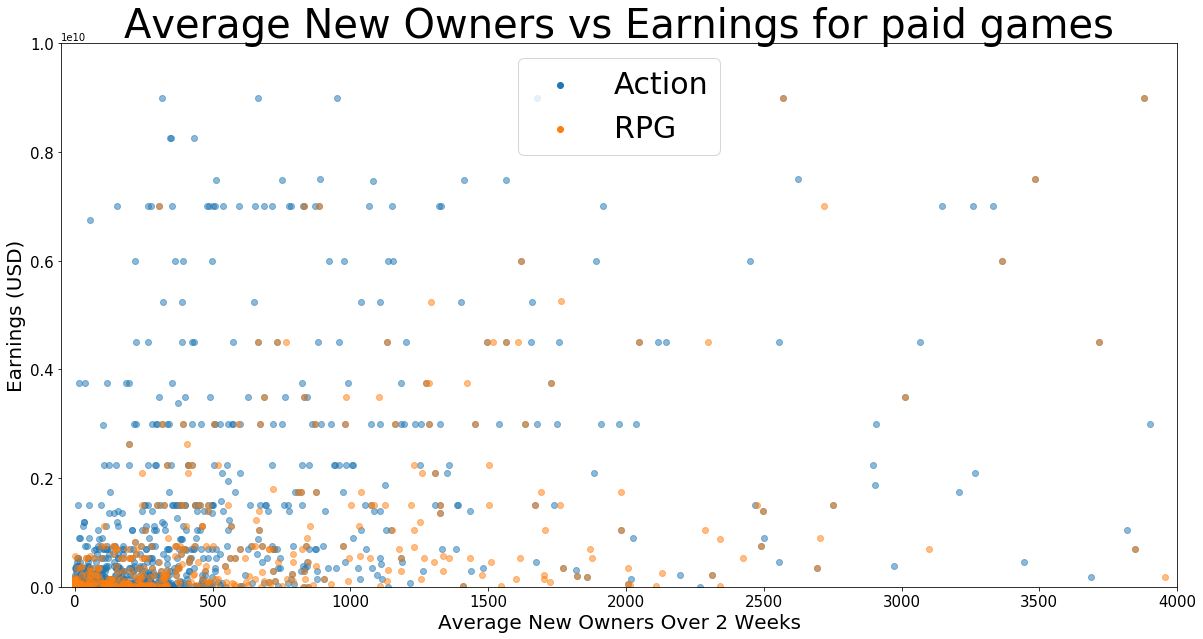 Average New Owners vs Earnings for paid games
1e10
1.0
0.8
0.6
0.4
0.2
0.0
Earnings (USD)
Action
RPG
0 500 1000 1500 2000 2500 3000 3500 4000
Average New Owners Over 2 Weeks